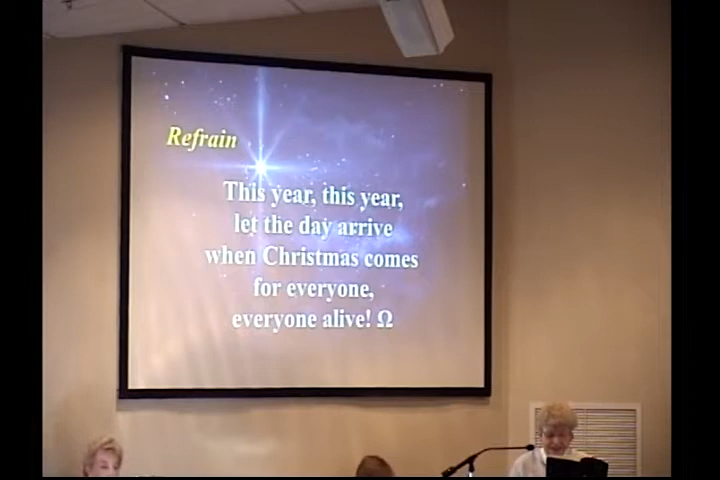 Refrain
This year, this year,
let the day arrive
when Christmas comes
for everyone,
everyone alive! Ω